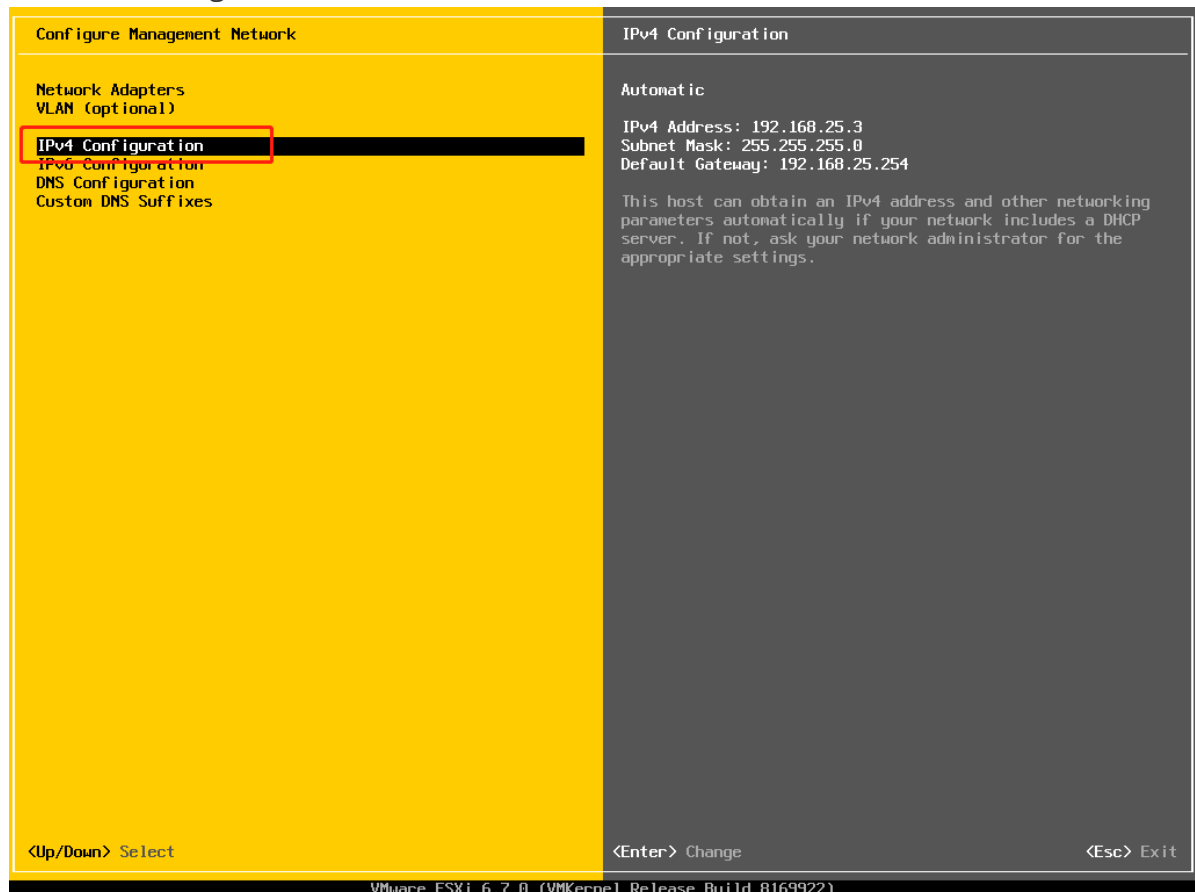 Configure Management Network
Network Adapters
VLAN (optional)
IPv4 Configuration
IPv6 Configuration
DNS Configuration
Custom DNS Suffixes
<Up/Down> Select
IPv4 Configuration
Automatic
IPv4 Address: 192.168.25.3
Subnet Mask: 255.255.255.0
Default Gateway: 192.168.25.254
This host can obtain an IPv4 address and other networking
parameters automatically if your network includes a DHCP
server. If not, ask your network administrator for the
appropriate settings.
<Enter> Change
<Esc> Exit
VMware ESXi 6.7.0 (VMKernel Release Build 8169922)